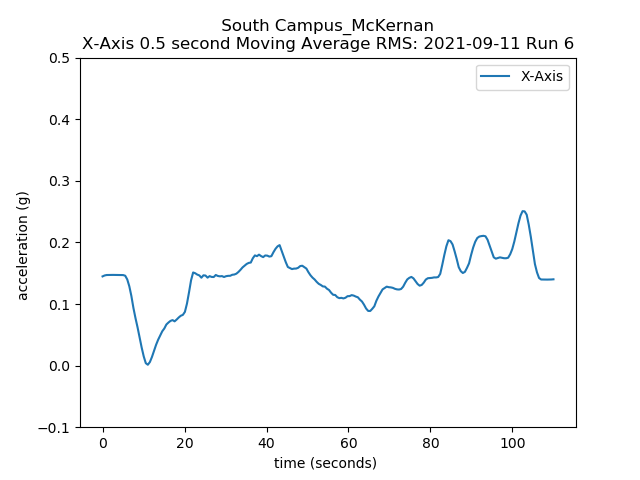 South Campus_McKernan
X-Axis 0.5 second Moving Average RMS: 2021-09-11 Run 6
X-Axis
0.5
0.4
0.3
0.2
0.1
0.0
−0.1
acceleration (g)
0 20 40 60 80 100
time (seconds)